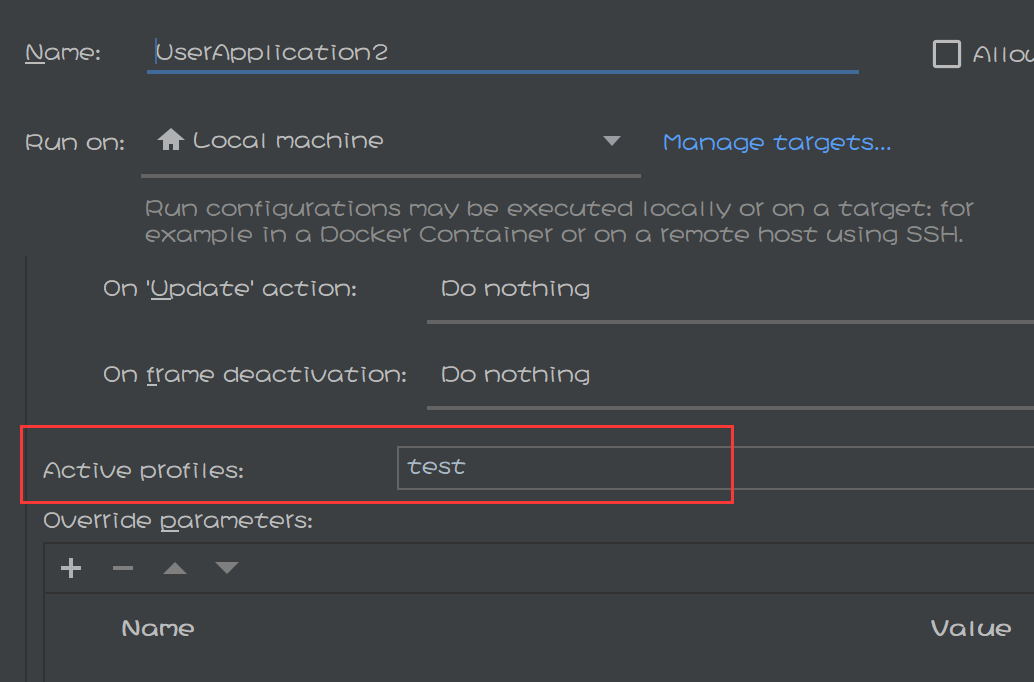 Name: UserApplication2 Allow
Run on: Local machine Manage targets...
Run configurations may be executed locally or on a target: for
example in a Docker Container or on a remote host using SSH.
On 'Update' action: Do nothing
On frame deactivation: Do nothing
Active profiles: test
Override parameters:
Name Value